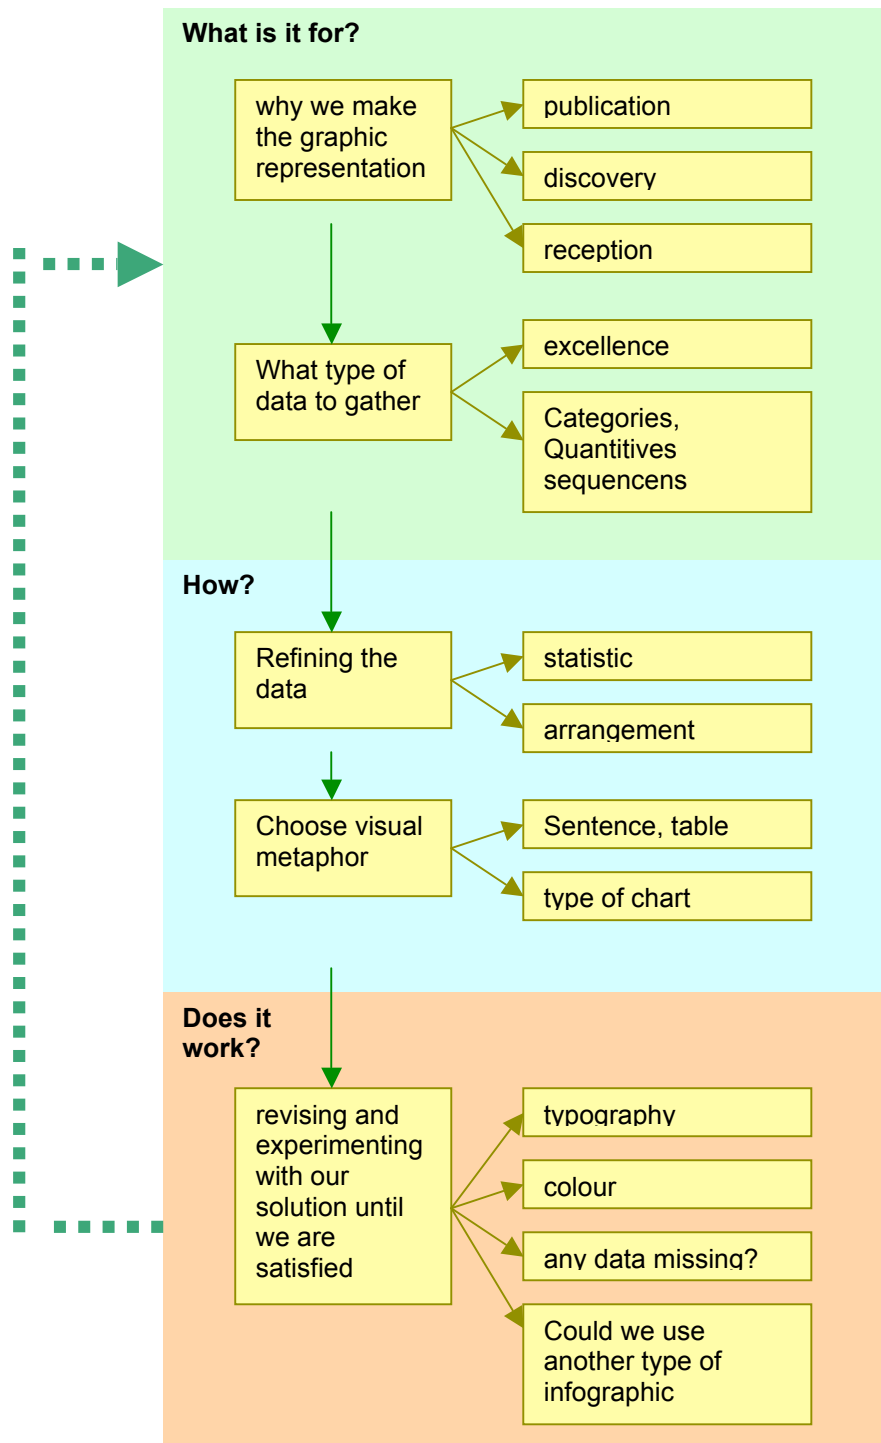 What is it for?
why we make
the graphic
representation
publication
discovery
reception
What type of
data to gather
excellence
Categories,
Quantitives
sequencens
How?
Refining the
data
statistic
arrangement
Choose visual
metaphor
Sentence, table
type of chart
Does it
work?
revising and
experimenting
with our
solution until
we are
satisfied
typography
colour
any data missing?
Could we use
another type of
infographic